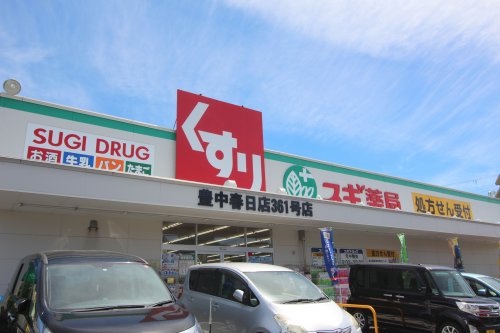 SUGI DRUG
お酒 牛乳 パン たまご
くすり
スギ薬局
処方せん受付
豊中春日店361号店